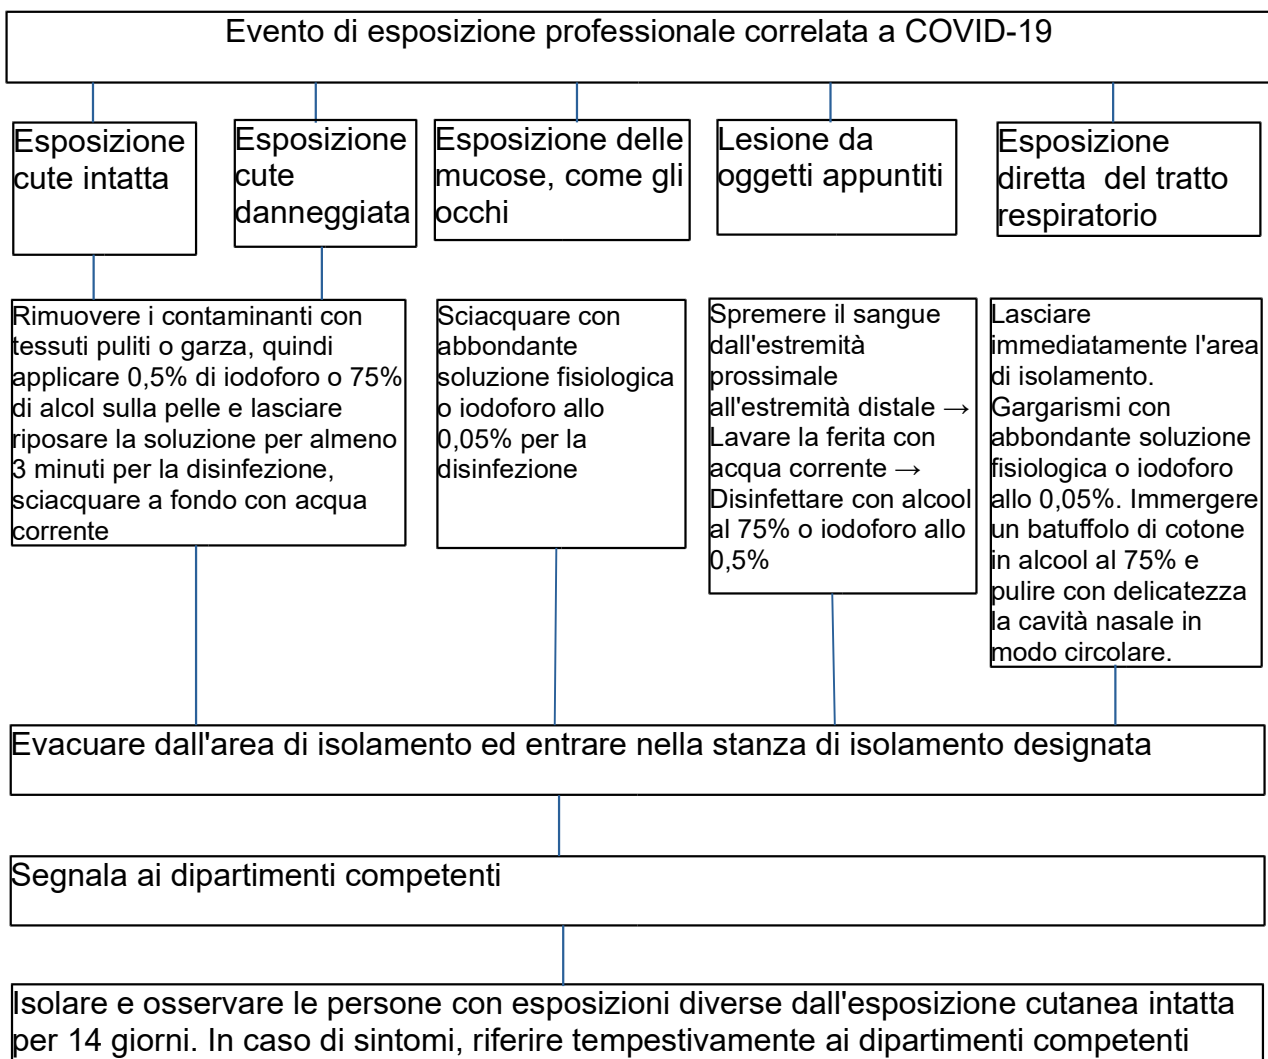 Evento di esposizione professionale correlata a COVID-19
Esposizione
cute intatta
Esposizione
cute
danneggiata
Esposizione delle
mucose, come gli
occhi
Lesione da
oggetti appuntiti
Esposizione
diretta  del tratto
respiratorio
Rimuovere i contaminanti con
tessuti puliti o garza, quindi
applicare 0,5% di iodoforo o 75%
di alcol sulla pelle e lasciare
riposare la soluzione per almeno
3 minuti per la disinfezione,
sciacquare a fondo con acqua
corrente
Sciacquare con
abbondante
soluzione fisiologica
o iodoforo allo
0,05% per la
disinfezione
Spremere il sangue
dall'estremità
prossimale
all'estremità distale →
Lavare la ferita con
acqua corrente →
Disinfettare con alcool
al 75% o iodoforo allo
0,5%
Lasciare
immediatamente l'area
di isolamento.
Gargarismi con
abbondante soluzione
fisiologica o iodoforo
allo 0,05%. Immergere
un batuffolo di cotone
in alcool al 75% e
pulire con delicatezza
la cavità nasale in
modo circolare.
Evacuare dall'area di isolamento ed entrare nella stanza di isolamento designata
Segnala ai dipartimenti competenti
Isolare e osservare le persone con esposizioni diverse dall'esposizione cutanea intatta
per 14 giorni. In caso di sintomi, riferire tempestivamente ai dipartimenti competenti